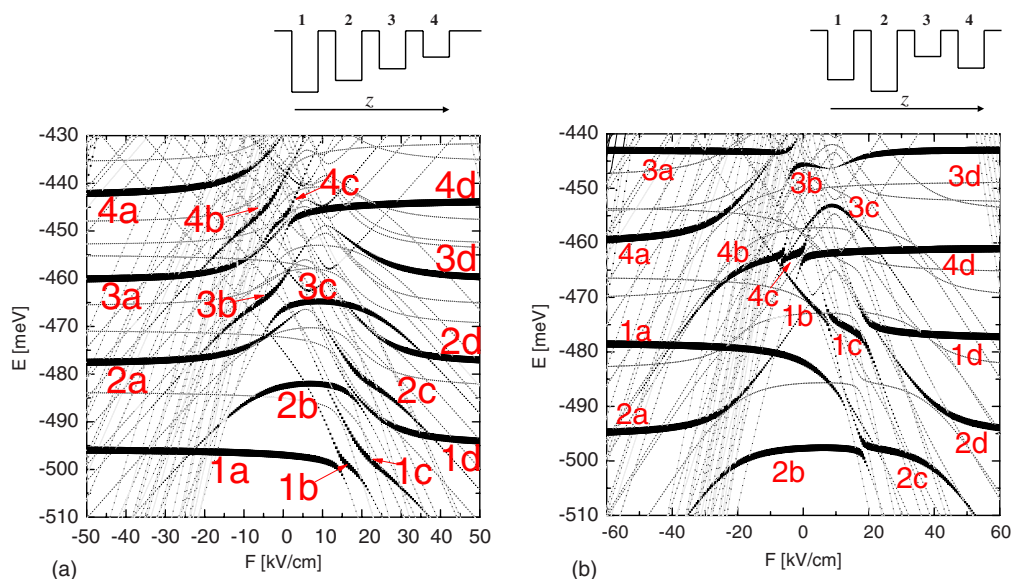 1 2 3 4
z
-430
-440
-450
-460
-470
-480
-490
-500
-510
E [meV]
4a
4b
4c
4d
3a
3b
3c
3d
2a
2b
2c
2d
1a
1b
1c
1d
-50 -40 -30 -20 -10 0 10 20 30 40 50
F [kV/cm]
(a)
1 2 3 4
z
-440
-450
-460
-470
-480
-490
-500
-510
E [meV]
3a
3b
3c
3d
4a
4b
4c
4d
1a
1b
1c
1d
2a
2b
2c
2d
-60 -40 -20 0 20 40 60
F [kV/cm]
(b)